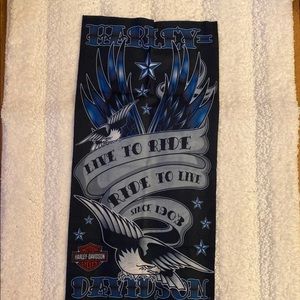 HARLEY-
LIVE TO RIDE
RIDE TO LIVE
SINCE 1903
HARLEY-DAVIDSON
DAVIDSON